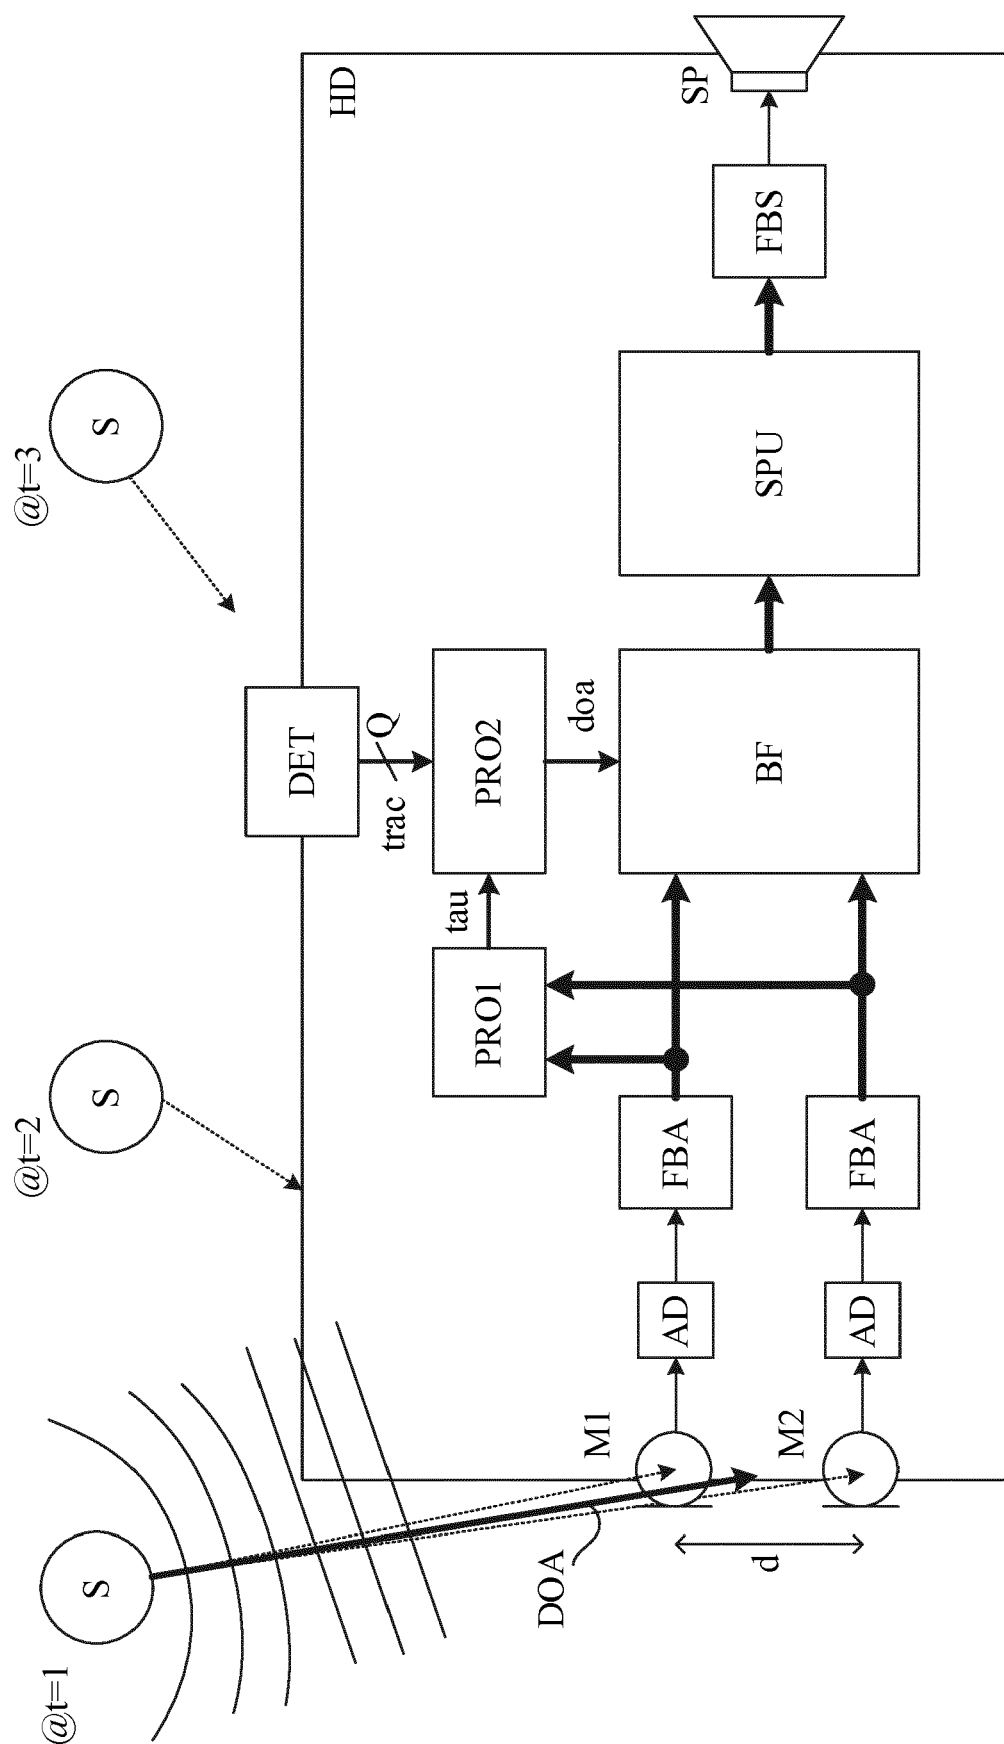 @t=1
S
@t=2
S
@t=3
S
HD
DET
trac
Q
PRO1
tau
PRO2
doa
DOA
d
M1
AD
FBA
M2
AD
FBA
BF
SPU
FBS
SP